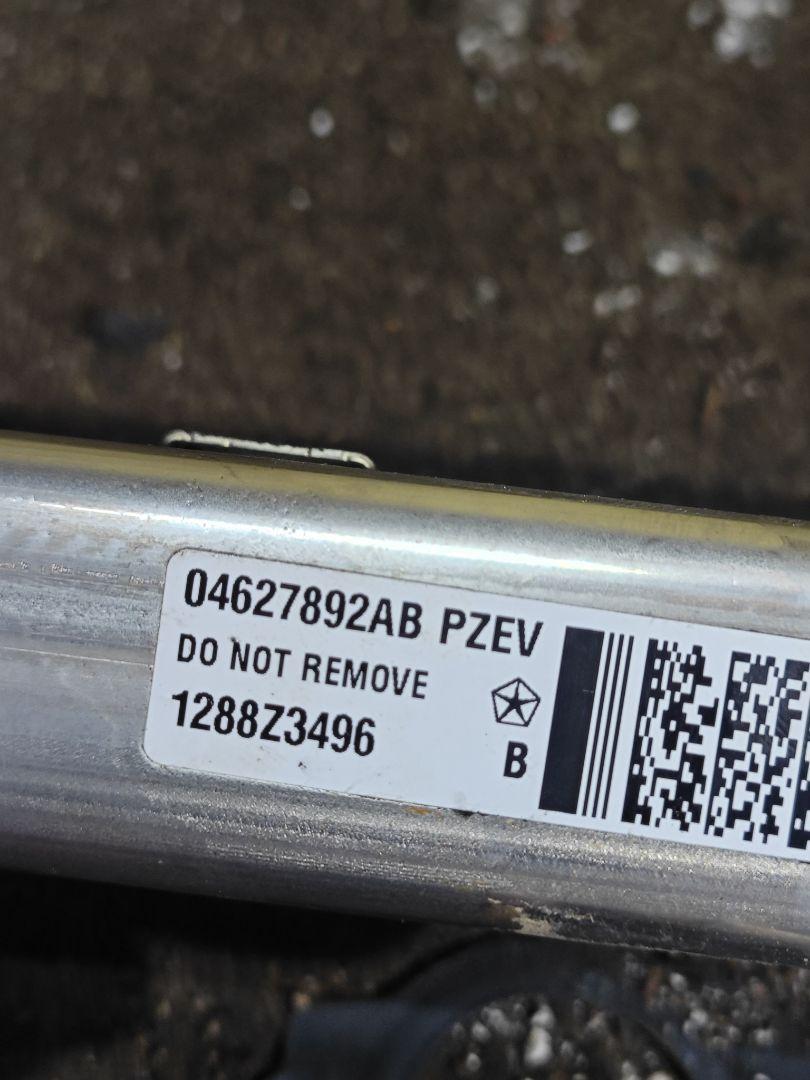 04627892AB PZEV
DO NOT REMOVE
1288Z3496
B